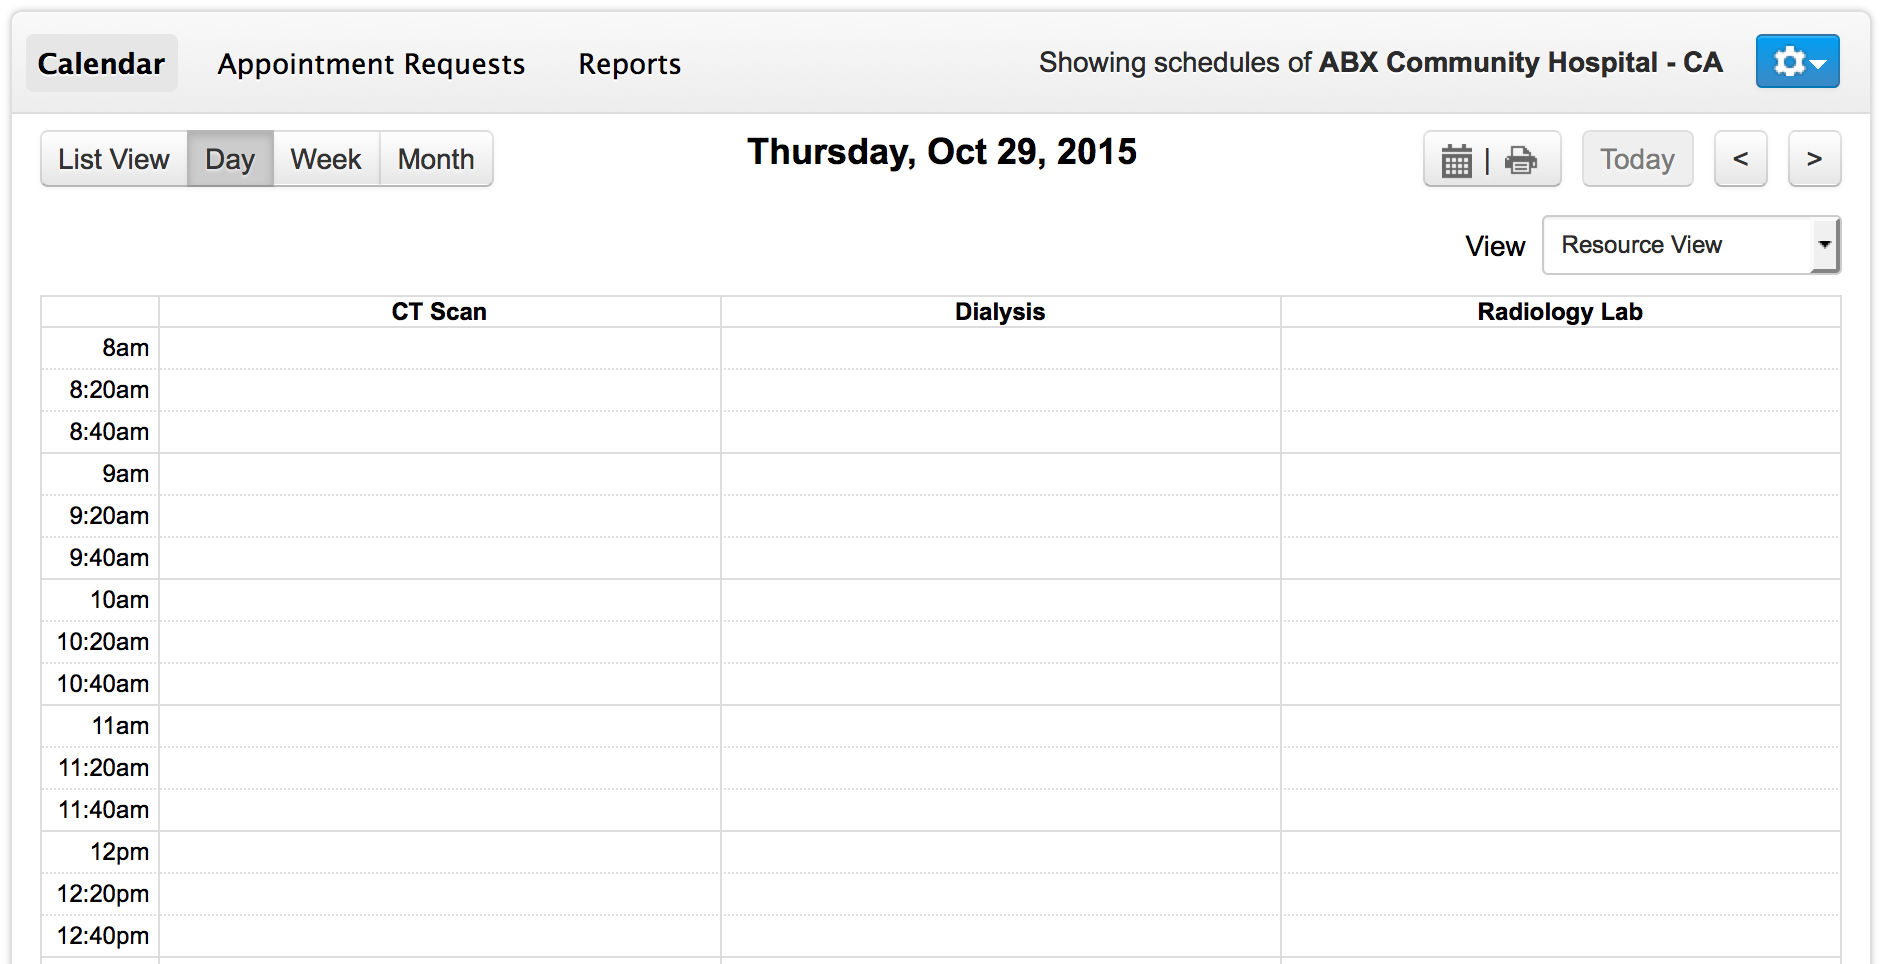 Calendar Appointment Requests Reports Showing schedules of ABX Community Hospital - CA
List View Day Week Month Thursday, Oct 29, 2015 | Today < >
View Resource View
CT Scan Dialysis Radiology Lab
8am
8:20am
8:40am
9am
9:20am
9:40am
10am
10:20am
10:40am
11am
11:20am
11:40am
12pm
12:20pm
12:40pm